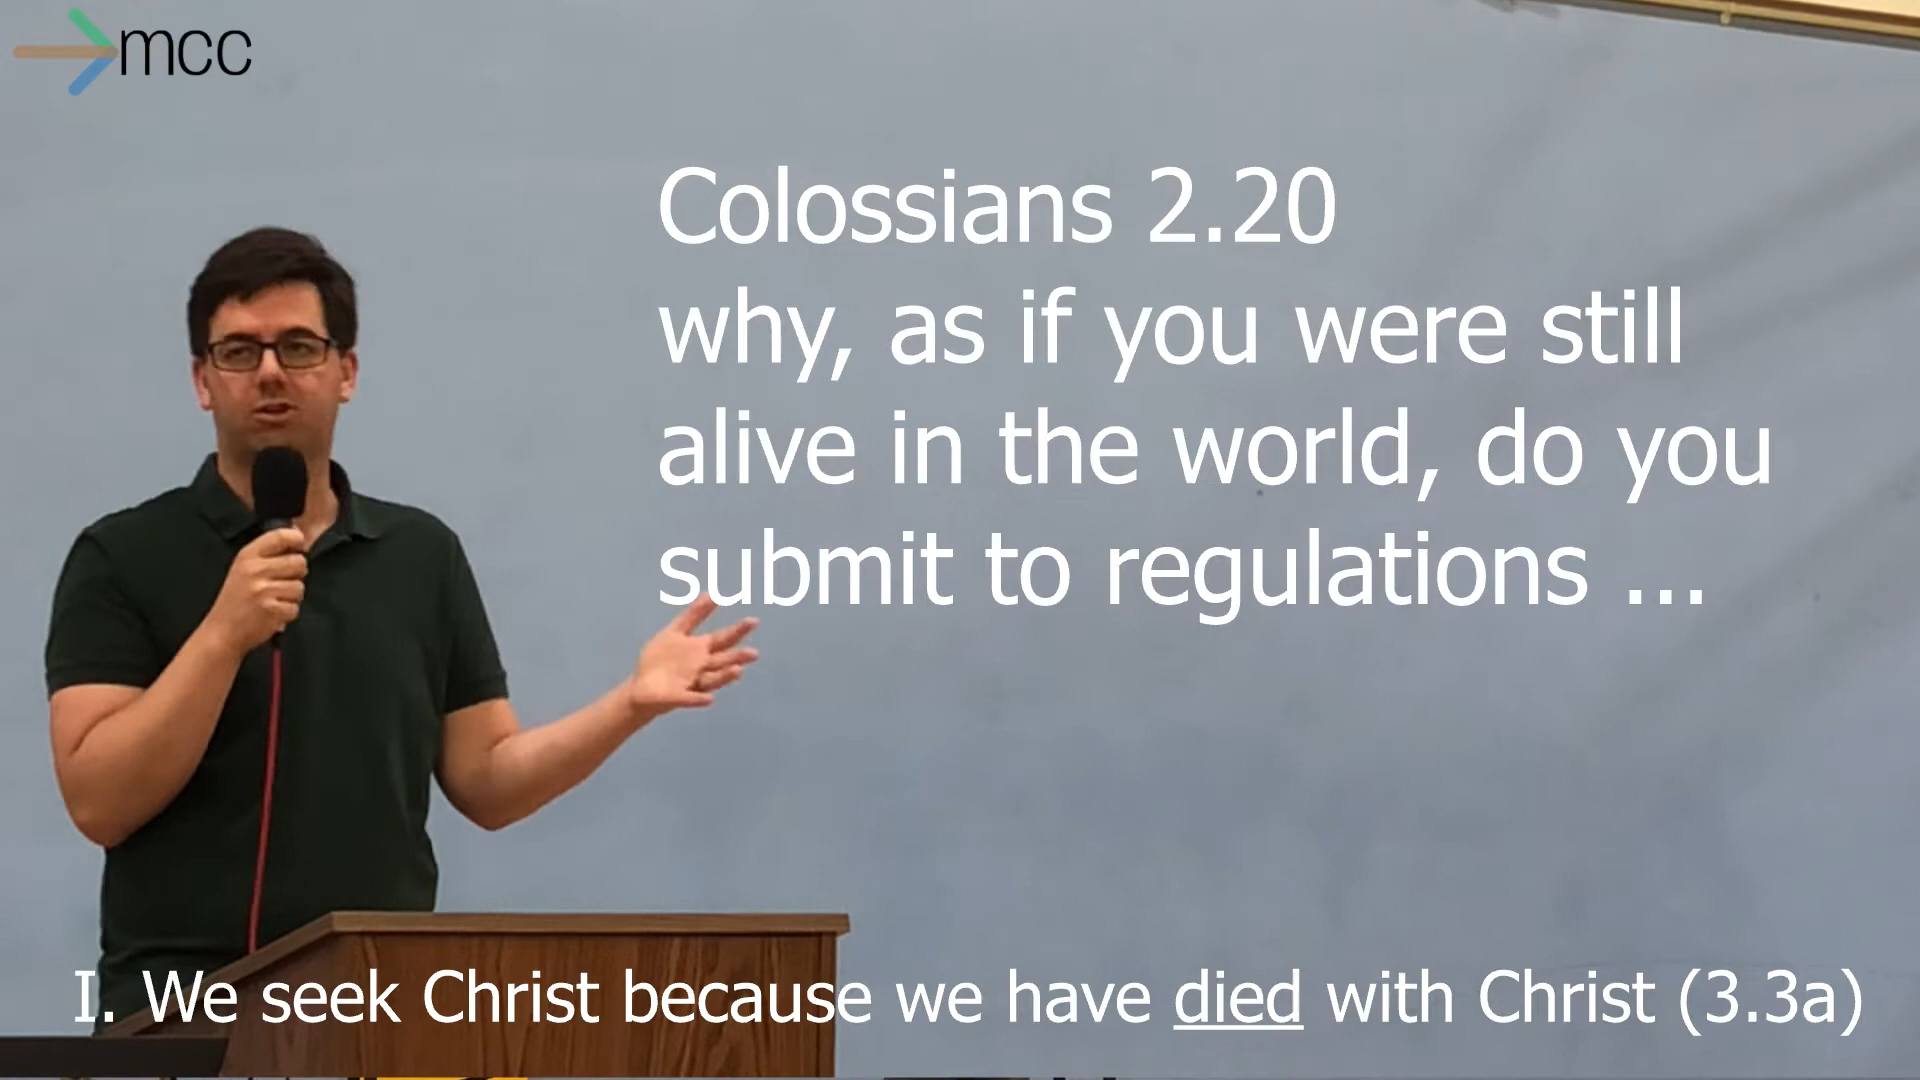 mcc
Colossians 2.20
why, as if you were still
alive in the world, do you
submit to regulations ...
I. We seek Christ because we have died with Christ (3.3a)